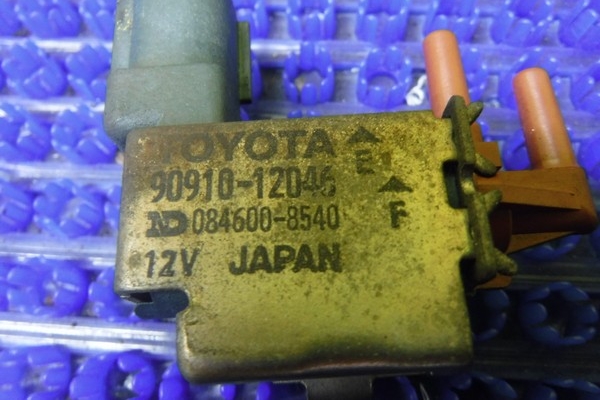 TOYOTA ▲
E1
90910-12046 ▲
ND 084600-8540 F
12V JAPAN